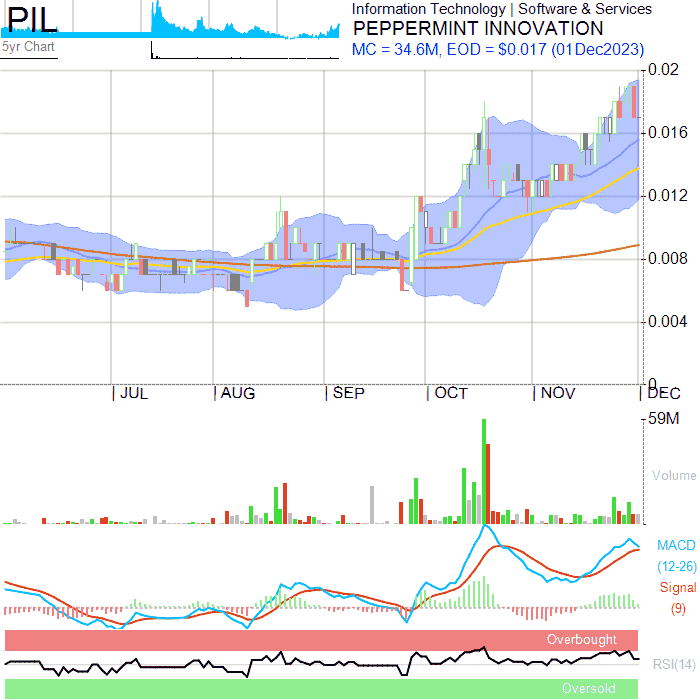 PIL
5yr Chart
Information Technology | Software & Services
PEPPERMINT INNOVATION
MC = 34.6M, EOD = $0.017 (01Dec2023)
0.02
0.016
0.012
0.008
0.004
0
JUL
AUG
SEP
OCT
NOV
DEC
59M
Volume
MACD
(12-26)
Signal
(9)
Overbought
RSI(14)
Oversold